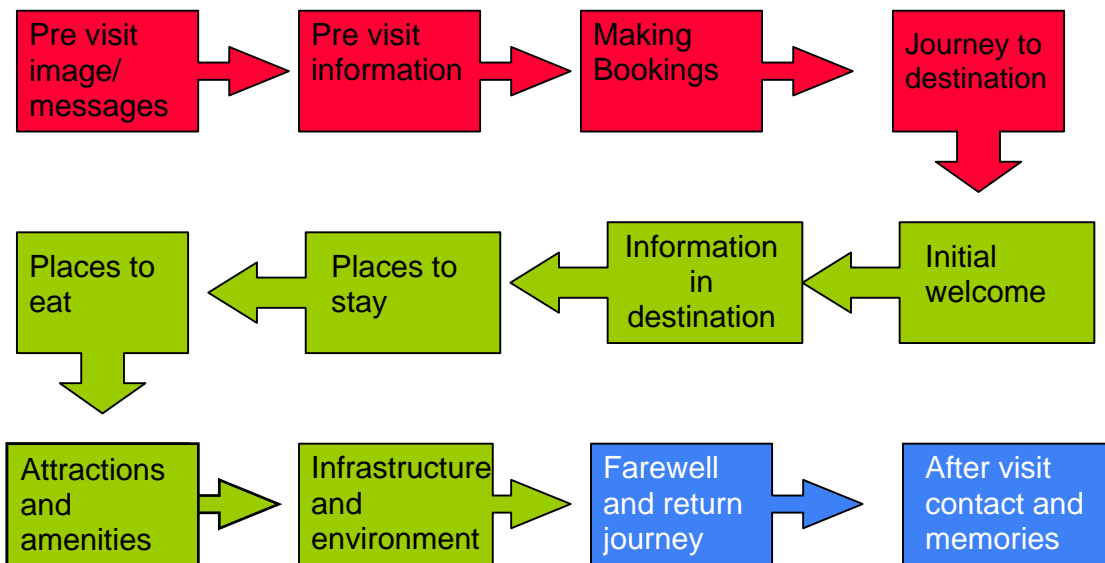 Pre visit
image/
messages
Pre visit
information
Making
Bookings
Journey to
destination
Initial
welcome
Information
in
destination
Places to
stay
Places to
eat
Attractions
and
amenities
Infrastructure
and
environment
Farewell
and return
journey
After visit
contact and
memories